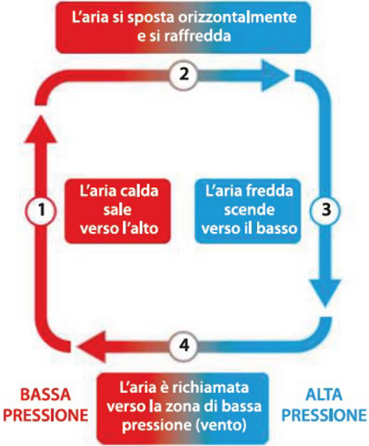 L'aria si sposta orizzontalmente
e si raffredda
2
1
L'aria calda
sale
verso l'alto
L'aria fredda
scende
verso il basso
3
4
BASSA
PRESSIONE
L'aria è richiamata
verso la zona di bassa
pressione (vento)
ALTA
PRESSIONE